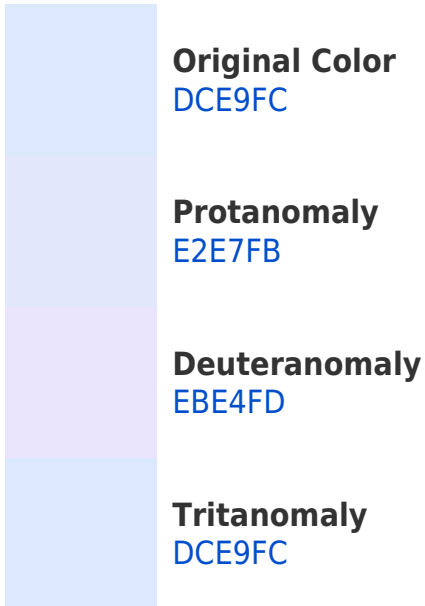 Original Color
DCE9FC
Protanomaly
E2E7FB
Deuteranomaly
EBE4FD
Tritanomaly
DCE9FC